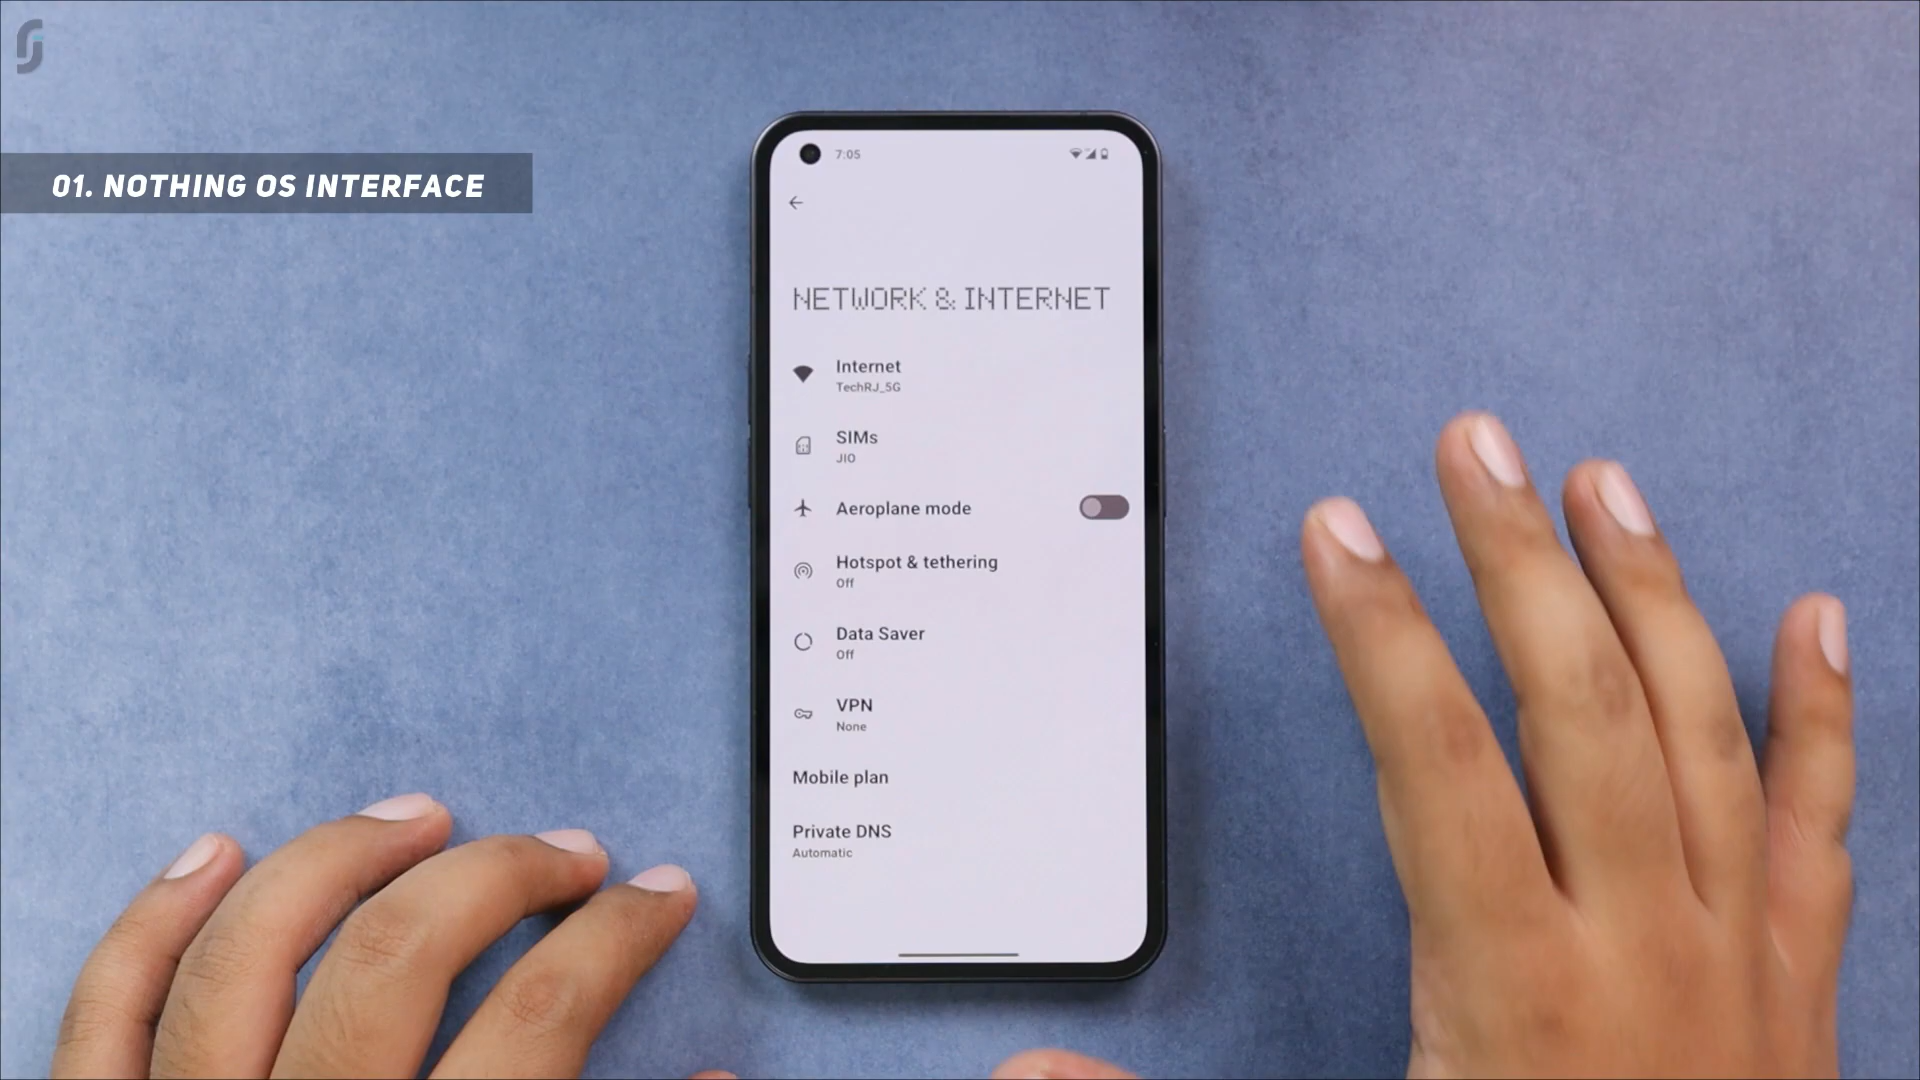 01. NOTHING OS INTERFACE
7:05
NETWORK & INTERNET
Internet
TechRJ_5G
SIMs
JIO
Aeroplane mode
Hotspot & tethering
Off
Data Saver
Off
VPN
None
Mobile plan
Private DNS
Automatic